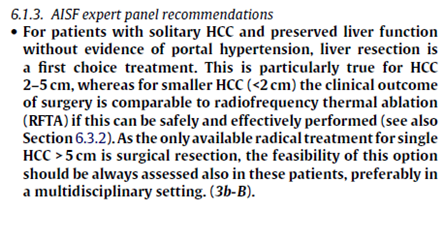 6.1.3. AISF expert panel recommendations
• For patients with solitary HCC and preserved liver function
without evidence of portal hypertension, liver resection is
a first choice treatment. This is particularly true for HCC
2–5 cm, whereas for smaller HCC (<2 cm) the clinical outcome
of surgery is comparable to radiofrequency thermal ablation
(RFTA) if this can be safely and effectively performed (see also
Section 6.3.2). As the only available radical treatment for single
HCC > 5 cm is surgical resection, the feasibility of this option
should be always assessed also in these patients, preferably in
a multidisciplinary setting. (3b-B).